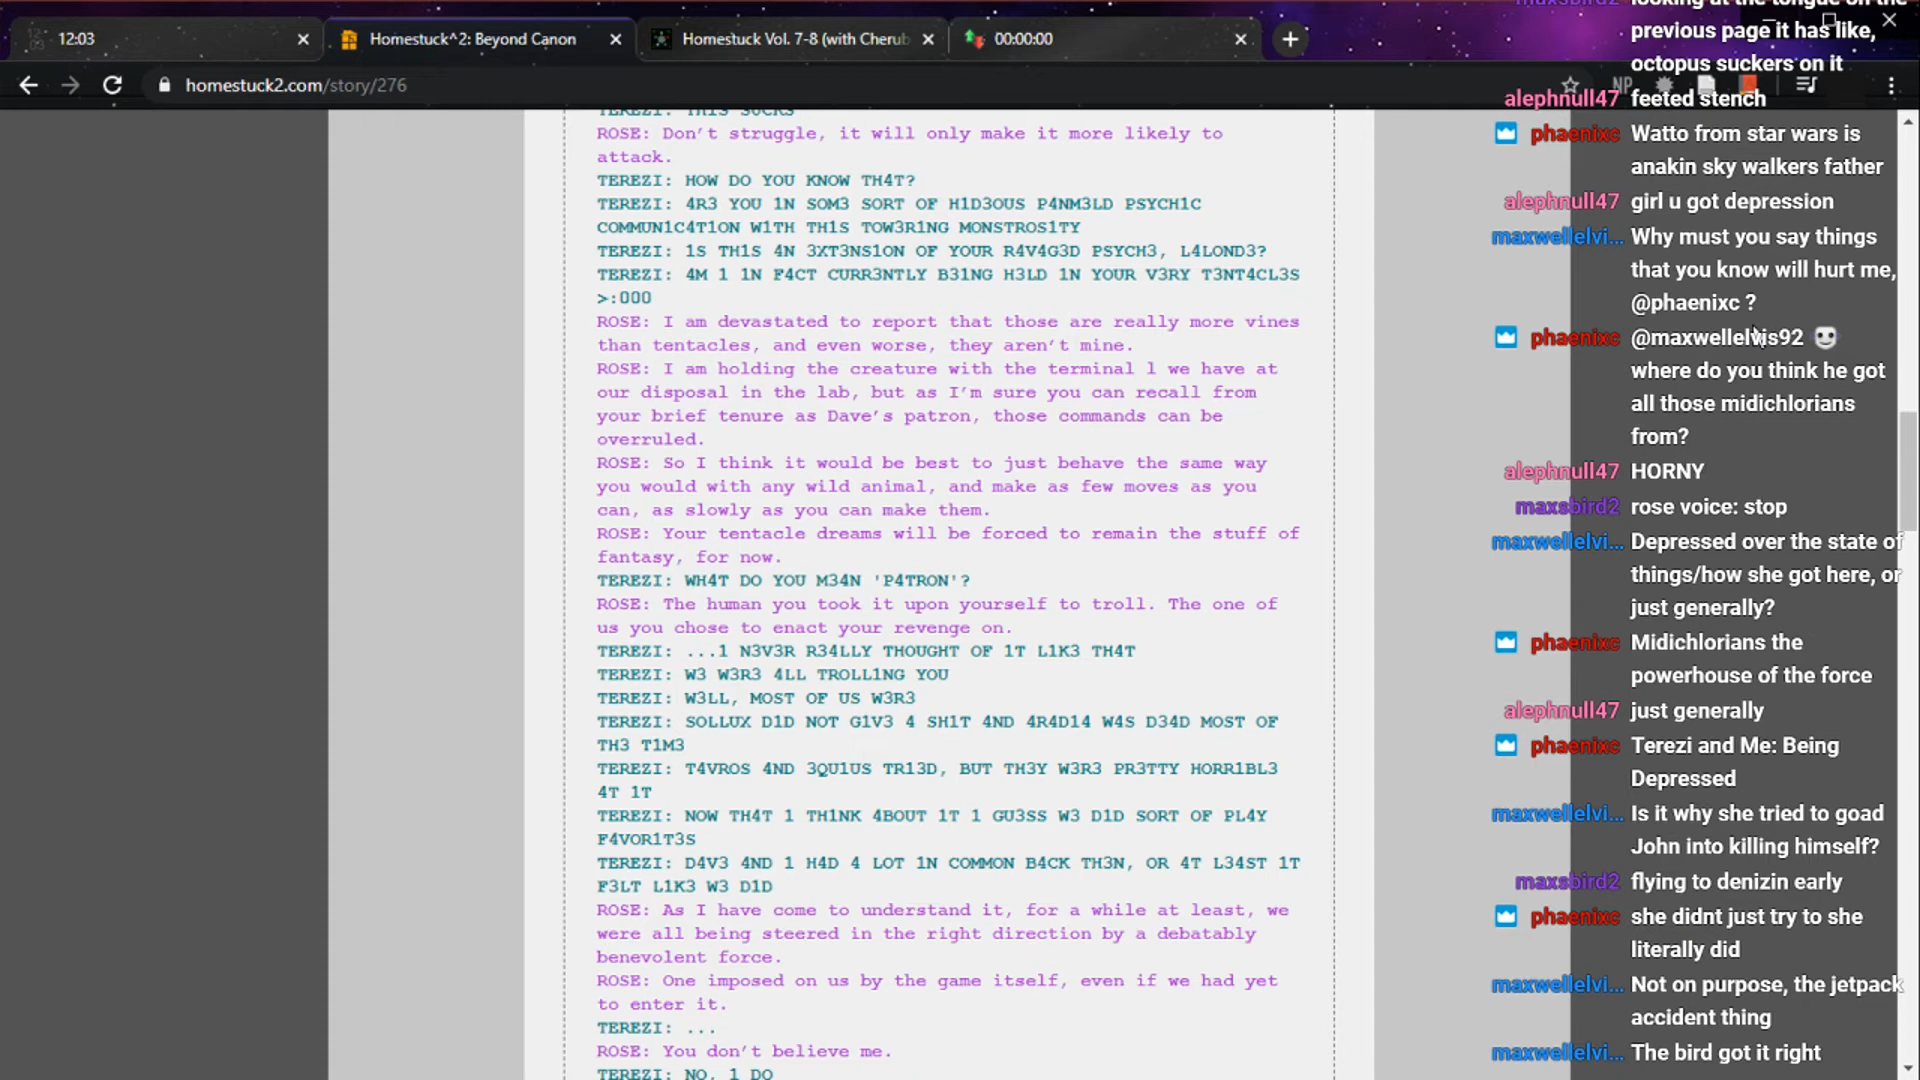 12:03
Homestuck^2: Beyond Canon
Homestuck Vol. 7-8 (with Cherub
00:00:00
homestuck2.com/story/276
TEREZI: TH1S SUCKS
ROSE: Don't struggle, it will only make it more likely to
attack.
TEREZI: HOW DO YOU KNOW TH4T?
TEREZI: 4R3 YOU 1N SOM3 SORT OF H1D3OUS P4NM3LD PSYCH1C
COMMUN1C4T1ON W1TH TH1S TOW3R1NG MONSTROS1TY
TEREZI: 1S TH1S 4N 3XT3NS1ON OF YOUR R4V4G3D PSYCH3, L4LOND3?
TEREZI: 4M 1 1N F4CT CURR3NTLY B31NG H3LD 1N YOUR V3RY T3NT4CL3S
>:000
ROSE: I am devastated to report that those are really more vines
than tentacles, and even worse, they aren't mine.
ROSE: I am holding the creature with the terminal l we have at
our disposal in the lab, but as I'm sure you can recall from
your brief tenure as Dave's patron, those commands can be
overruled.
ROSE: So I think it would be best to just behave the same way
you would with any wild animal, and make as few moves as you
can, as slowly as you can make them.
ROSE: Your tentacle dreams will be forced to remain the stuff of
fantasy, for now.
TEREZI: WH4T DO YOU M34N 'P4TRON'?
ROSE: The human you took it upon yourself to troll. The one of
us you chose to enact your revenge on.
TEREZI: ...1 N3V3R R34LLY THOUGHT OF 1T L1K3 TH4T
TEREZI: W3 W3R3 4LL TROLL1NG YOU
TEREZI: W3LL, MOST OF US W3R3
TEREZI: SOLLUX D1D NOT G1V3 4 SH1T 4ND 4R4D14 W4S D34D MOST OF
TH3 T1M3
TEREZI: T4VROS 4ND 3QU1US TR13D, BUT TH3Y W3R3 PR3TTY HORR1BL3
4T 1T
TEREZI: NOW TH4T 1 TH1NK 4BOUT 1T 1 GU3SS W3 D1D SORT OF PL4Y
F4VOR1T3S
TEREZI: D4V3 4ND 1 H4D 4 LOT 1N COMMON B4CK TH3N, OR 4T L34ST 1T
F3LT L1K3 W3 D1D
ROSE: As I have come to understand it, for a while at least, we
were all being steered in the right direction by a debatably
benevolent force.
ROSE: One imposed on us by the game itself, even if we had yet
to enter it.
TEREZI: ...
ROSE: You don't believe me.
TEREZI: NO, 1 DO
maxsbird2 looking at the tongue on the
previous page it has like,
octopus suckers on it
alephnull47 feeted stench
phaenixc Watto from star wars is
anakin sky walkers father
alephnull47 girl u got depression
maxwellelvi... Why must you say things
that you know will hurt me,
@phaenixc ?
phaenixc @maxwellelvis92
where do you think he got
all those midichlorians
from?
alephnull47 HORNY
maxsbird2 rose voice: stop
maxwellelvi... Depressed over the state of
things/how she got here, or
just generally?
phaenixc Midichlorians the
powerhouse of the force
alephnull47 just generally
phaenixc Terezi and Me: Being
Depressed
maxwellelvi... Is it why she tried to goad
John into killing himself?
maxsbird2 flying to denizin early
phaenixc she didnt just try to she
literally did
maxwellelvi... Not on purpose, the jetpack
accident thing
maxwellelvi... The bird got it right